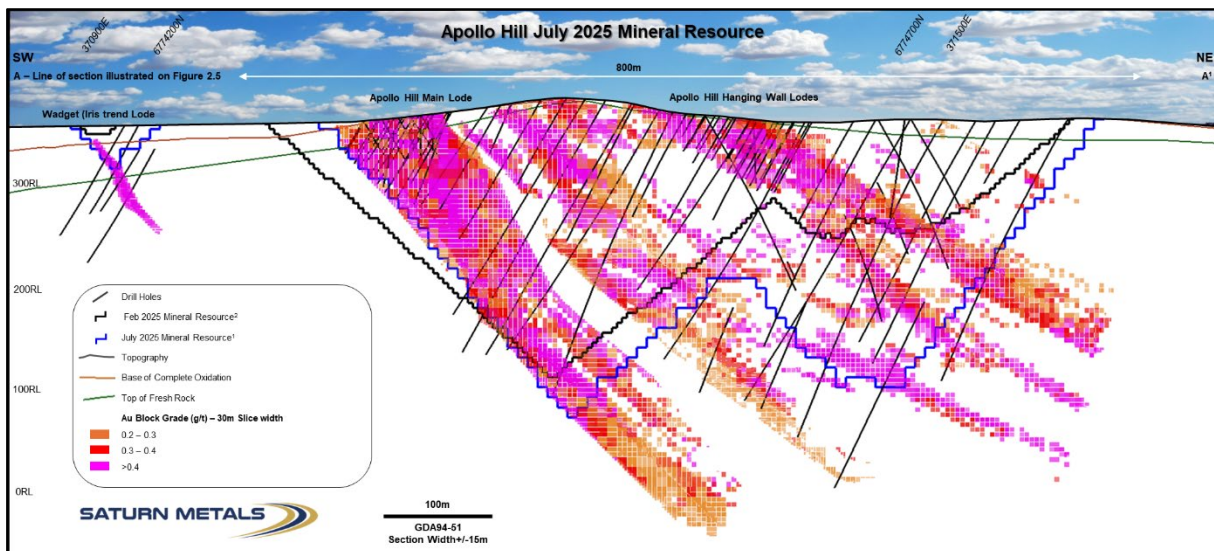 Apollo Hill July 2025 Mineral Resource
370900E
6774200N
6774700N
371500E
SW
NE
A – Line of section illustrated on Figure 2.5
800m
A¹
Wadget (Iris trend Lode
Apollo Hill Main Lode
Apollo Hill Hanging Wall Lodes
300RL
200RL
100RL
0RL
Drill Holes
Feb 2025 Mineral Resource²
July 2025 Mineral Resource¹
Topography
Base of Complete Oxidation
Top of Fresh Rock
Au Block Grade (g/t) – 30m Slice width
0.2 – 0.3
0.3 – 0.4
>0.4
SATURN METALS
100m
GDA94-51
Section Width+/-15m